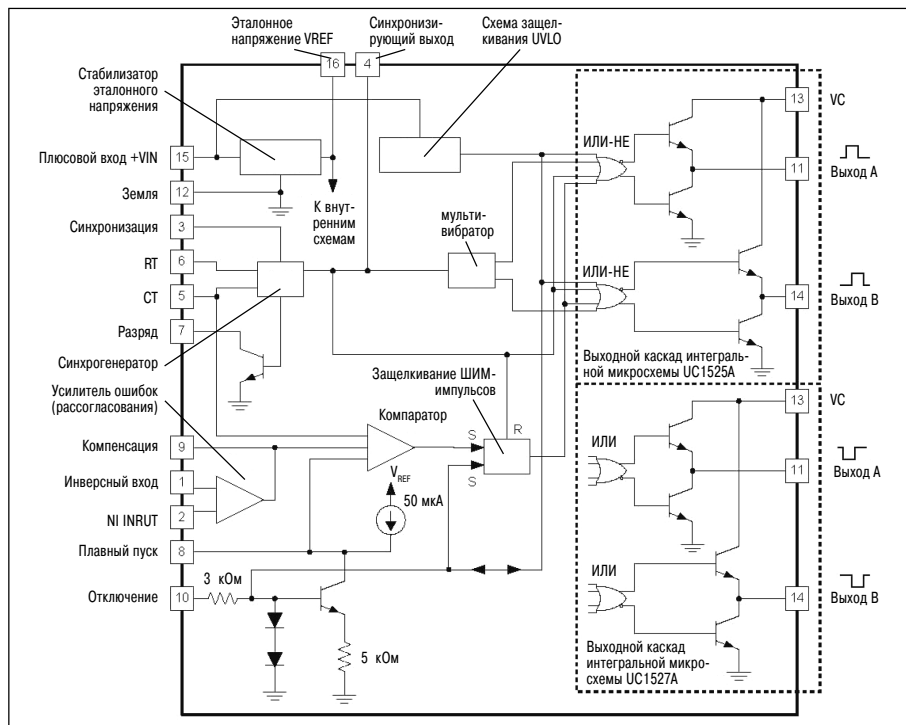 Эталонное
напряжение VREF
Синхронизи-
рующий выход
Схема защел-
кивания UVLO
16
4
Стабилизатор
эталонного
напряжения
13
VC
ИЛИ-НЕ
15
Плюсовой вход +VIN
11
Выход A
12
Земля
К внут-
ренним
схемам
3
Синхронизация
мульти-
вибратор
6
RT
ИЛИ-НЕ
5
CT
14
Выход B
7
Разряд
Синхрогенератор
Выходной каскад интеграль-
ной микросхемы UC1525A
Защелкивание ШИМ-
импульсов
Усилитель ошибок
(рассогласования)
Компаратор
13
VC
S
R
ИЛИ
9
Компенсация
S
11
Выход A
1
Инверсный вход
VREF
50 мкА
2
NI INRUT
8
Плавный пуск
ИЛИ
3 кОм
10
Отключение
14
Выход B
5 кОм
Выходной каскад
интегральной микро-
схемы UC1527A